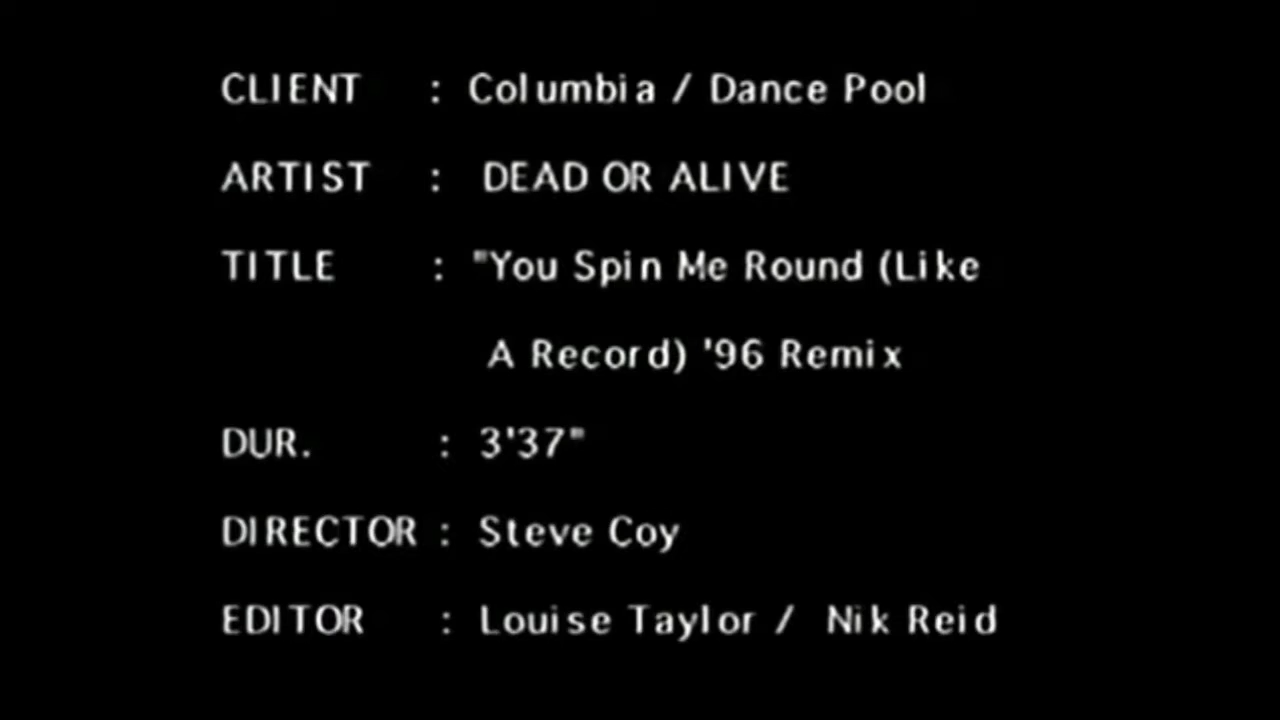 CLIENT : Columbia / Dance Pool
ARTIST : DEAD OR ALIVE
TITLE : "You Spin Me Round (Like
A Record) '96 Remix
DUR. : 3'37"
DIRECTOR : Steve Coy
EDITOR : Louise Taylor / Nik Reid